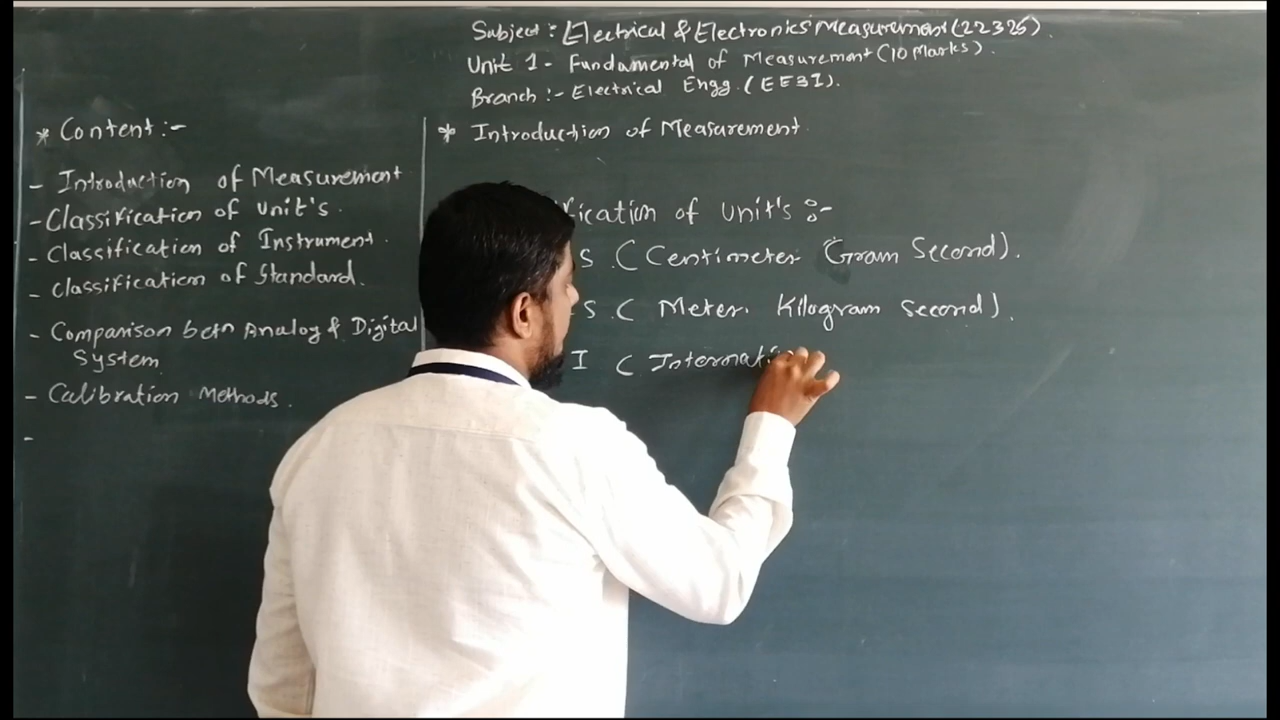 Subject : Electrical & Electronics Measurement (22325).
Unit 1 - Fundamental of Measurement (10 Marks).
Branch :- Electrical Engg. (EE3I).
* Content :-
- Introduction of Measurement
- Classification of Unit's.
- Classification of Instrument.
- Classification of Standard.
- Comparison betn Analog & Digital
System.
- Calibration Methods.
-
* Introduction of Measurement.
fication of Unit's :-
S. (Centimeter Gram Second).
S. (Meter. Kilogram Second).
I (Internati